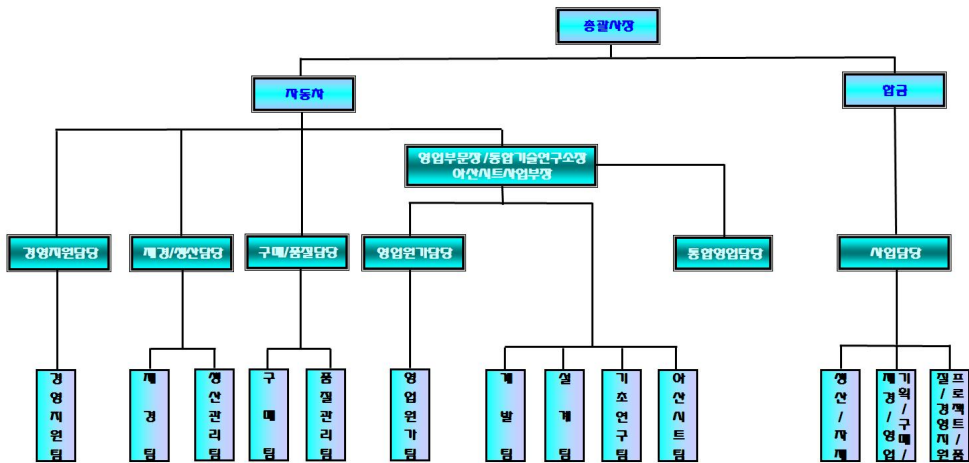 총괄사장
자동차
합금
영업부문장/통합기술연구소장
아산시트사업부장
경영지원담당
재경/생산담당
구매/품질담당
영업원가담당
통합영업담당
사업담당
경영지원팀
재경팀
생산관리팀
구매팀
품질관리팀
영업원가팀
개발팀
설계팀
기초연구팀
아산시트팀
생산/자재
기획/구매/
재경/영업
프로젝트/품
질/경영지원